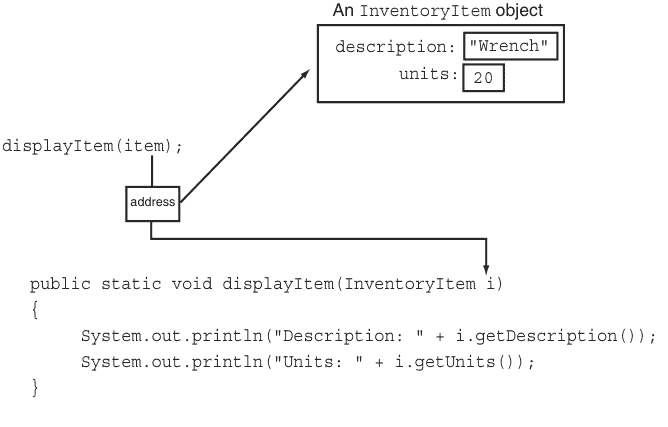 An InventoryItem object
description: "Wrench"
units: 20
displayItem(item);
address
public static void displayItem(InventoryItem i)
{
System.out.println("Description: " + i.getDescription());
System.out.println("Units: " + i.getUnits());
}